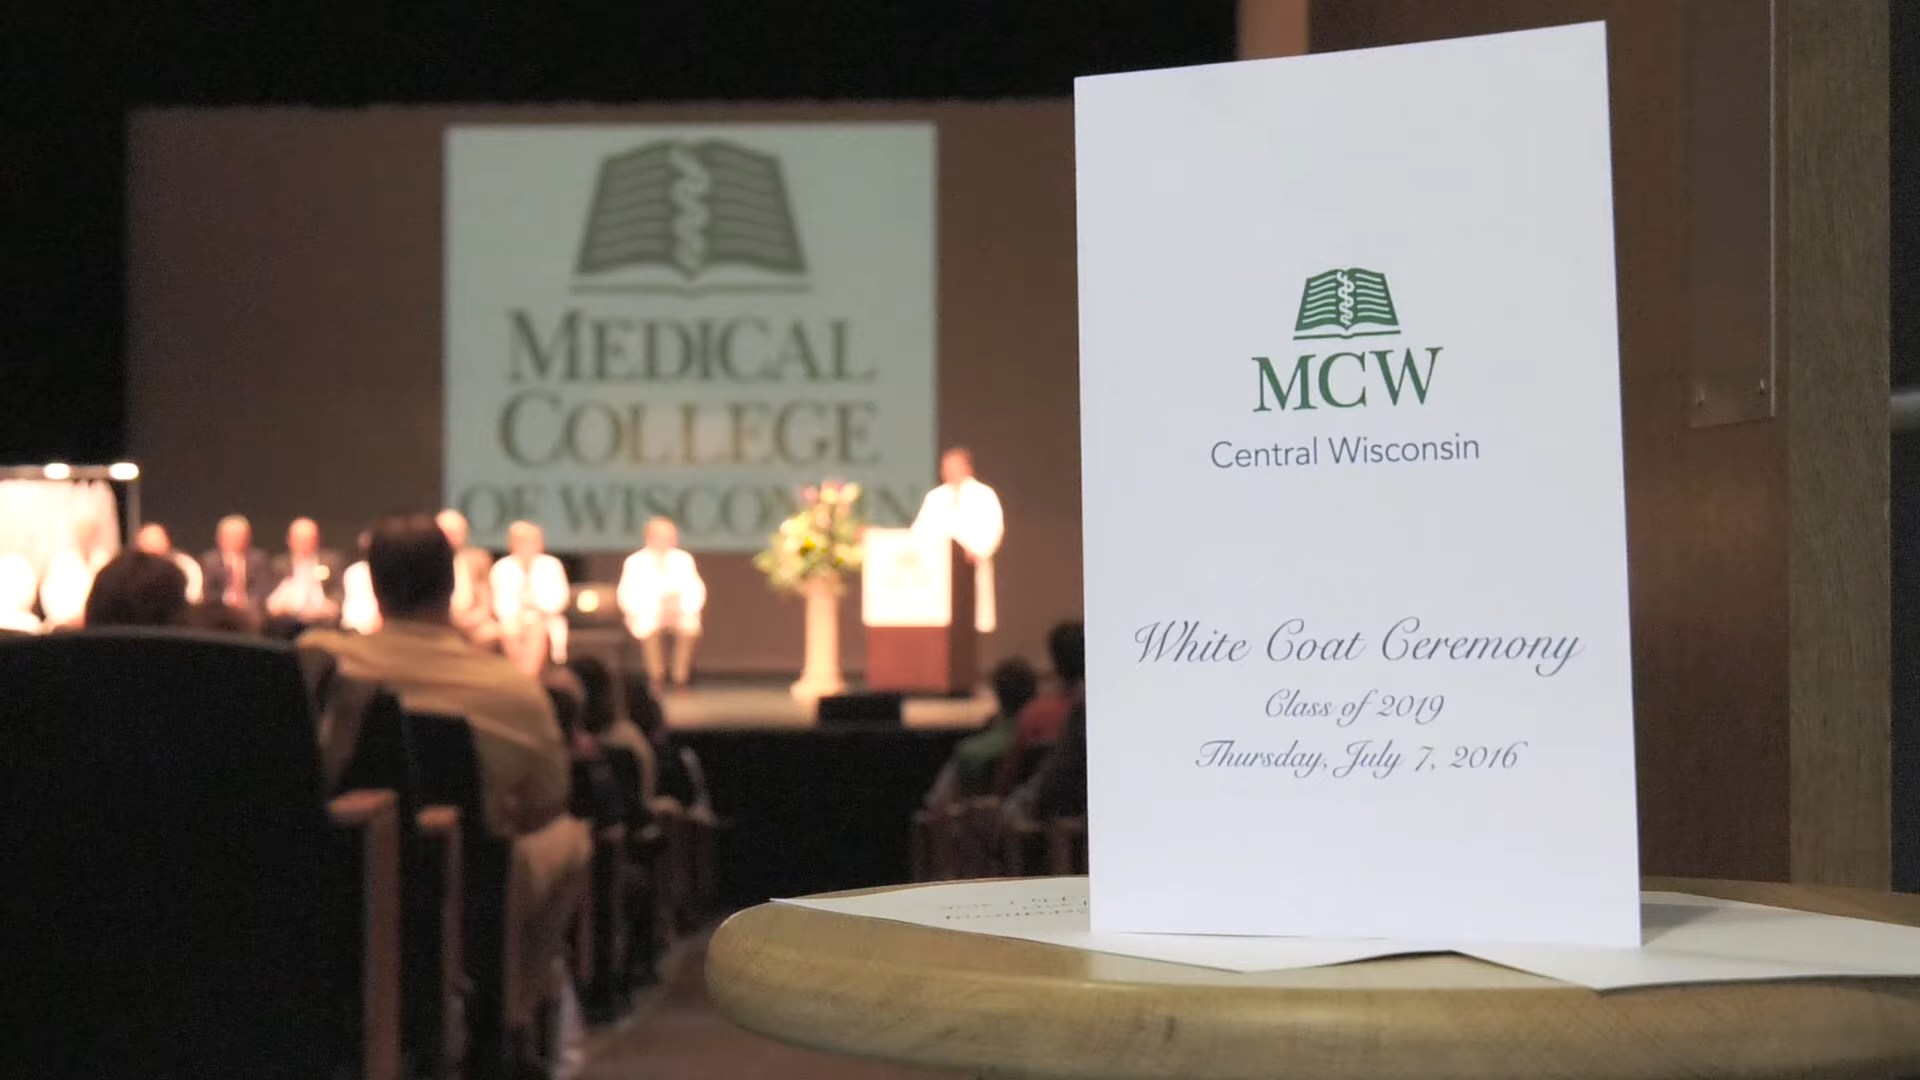 MEDICAL
COLLEGE
OF WISCONSIN
MCW
Central Wisconsin
White Coat Ceremony
Class of 2019
Thursday, July 7, 2016